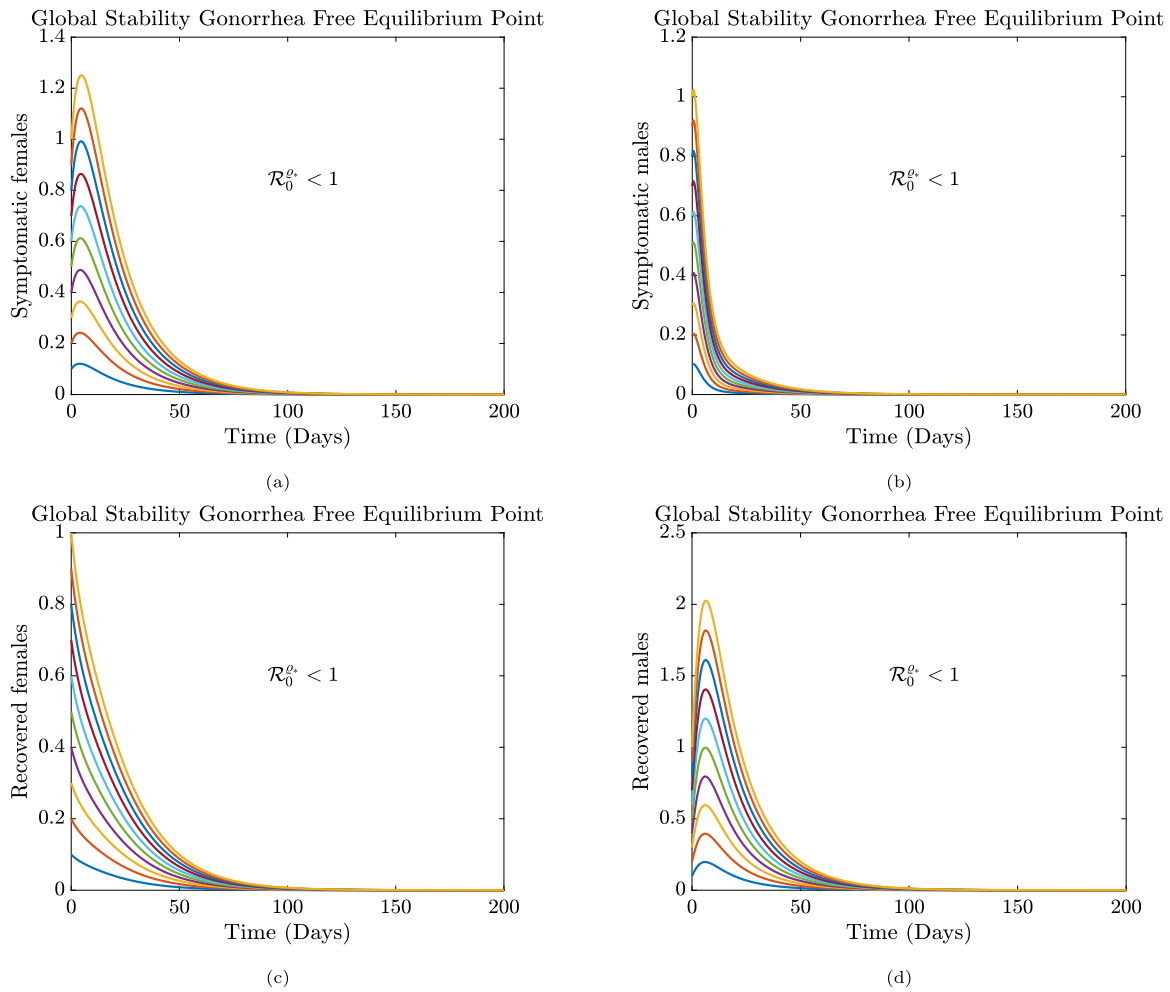 Global Stability Gonorrhea Free Equilibrium Point
1.4
1.2
1
0.8
0.6
0.4
0.2
0
Symptomatic females
ℛ₀^ϱ* < 1
0 50 100 150 200
Time (Days)
(a)
Global Stability Gonorrhea Free Equilibrium Point
1.2
1
0.8
0.6
0.4
0.2
0
Symptomatic males
ℛ₀^ϱ* < 1
0 50 100 150 200
Time (Days)
(b)
Global Stability Gonorrhea Free Equilibrium Point
1
0.8
0.6
0.4
0.2
0
Recovered females
ℛ₀^ϱ* < 1
0 50 100 150 200
Time (Days)
(c)
Global Stability Gonorrhea Free Equilibrium Point
2.5
2
1.5
1
0.5
0
Recovered males
ℛ₀^ϱ* < 1
0 50 100 150 200
Time (Days)
(d)